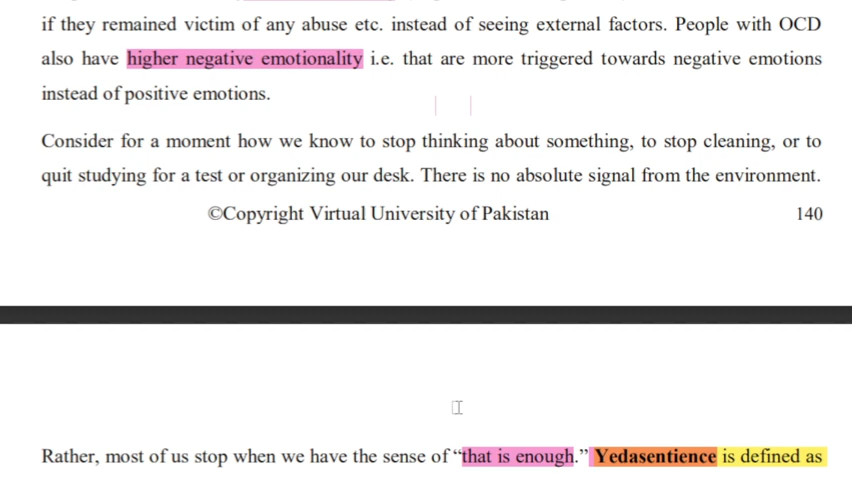 if they remained victim of any abuse etc. instead of seeing external factors. People with OCD
also have higher negative emotionality i.e. that are more triggered towards negative emotions
instead of positive emotions.
Consider for a moment how we know to stop thinking about something, to stop cleaning, or to
quit studying for a test or organizing our desk. There is no absolute signal from the environment.
©Copyright Virtual University of Pakistan 140
Rather, most of us stop when we have the sense of “that is enough.” Yedasentience is defined as